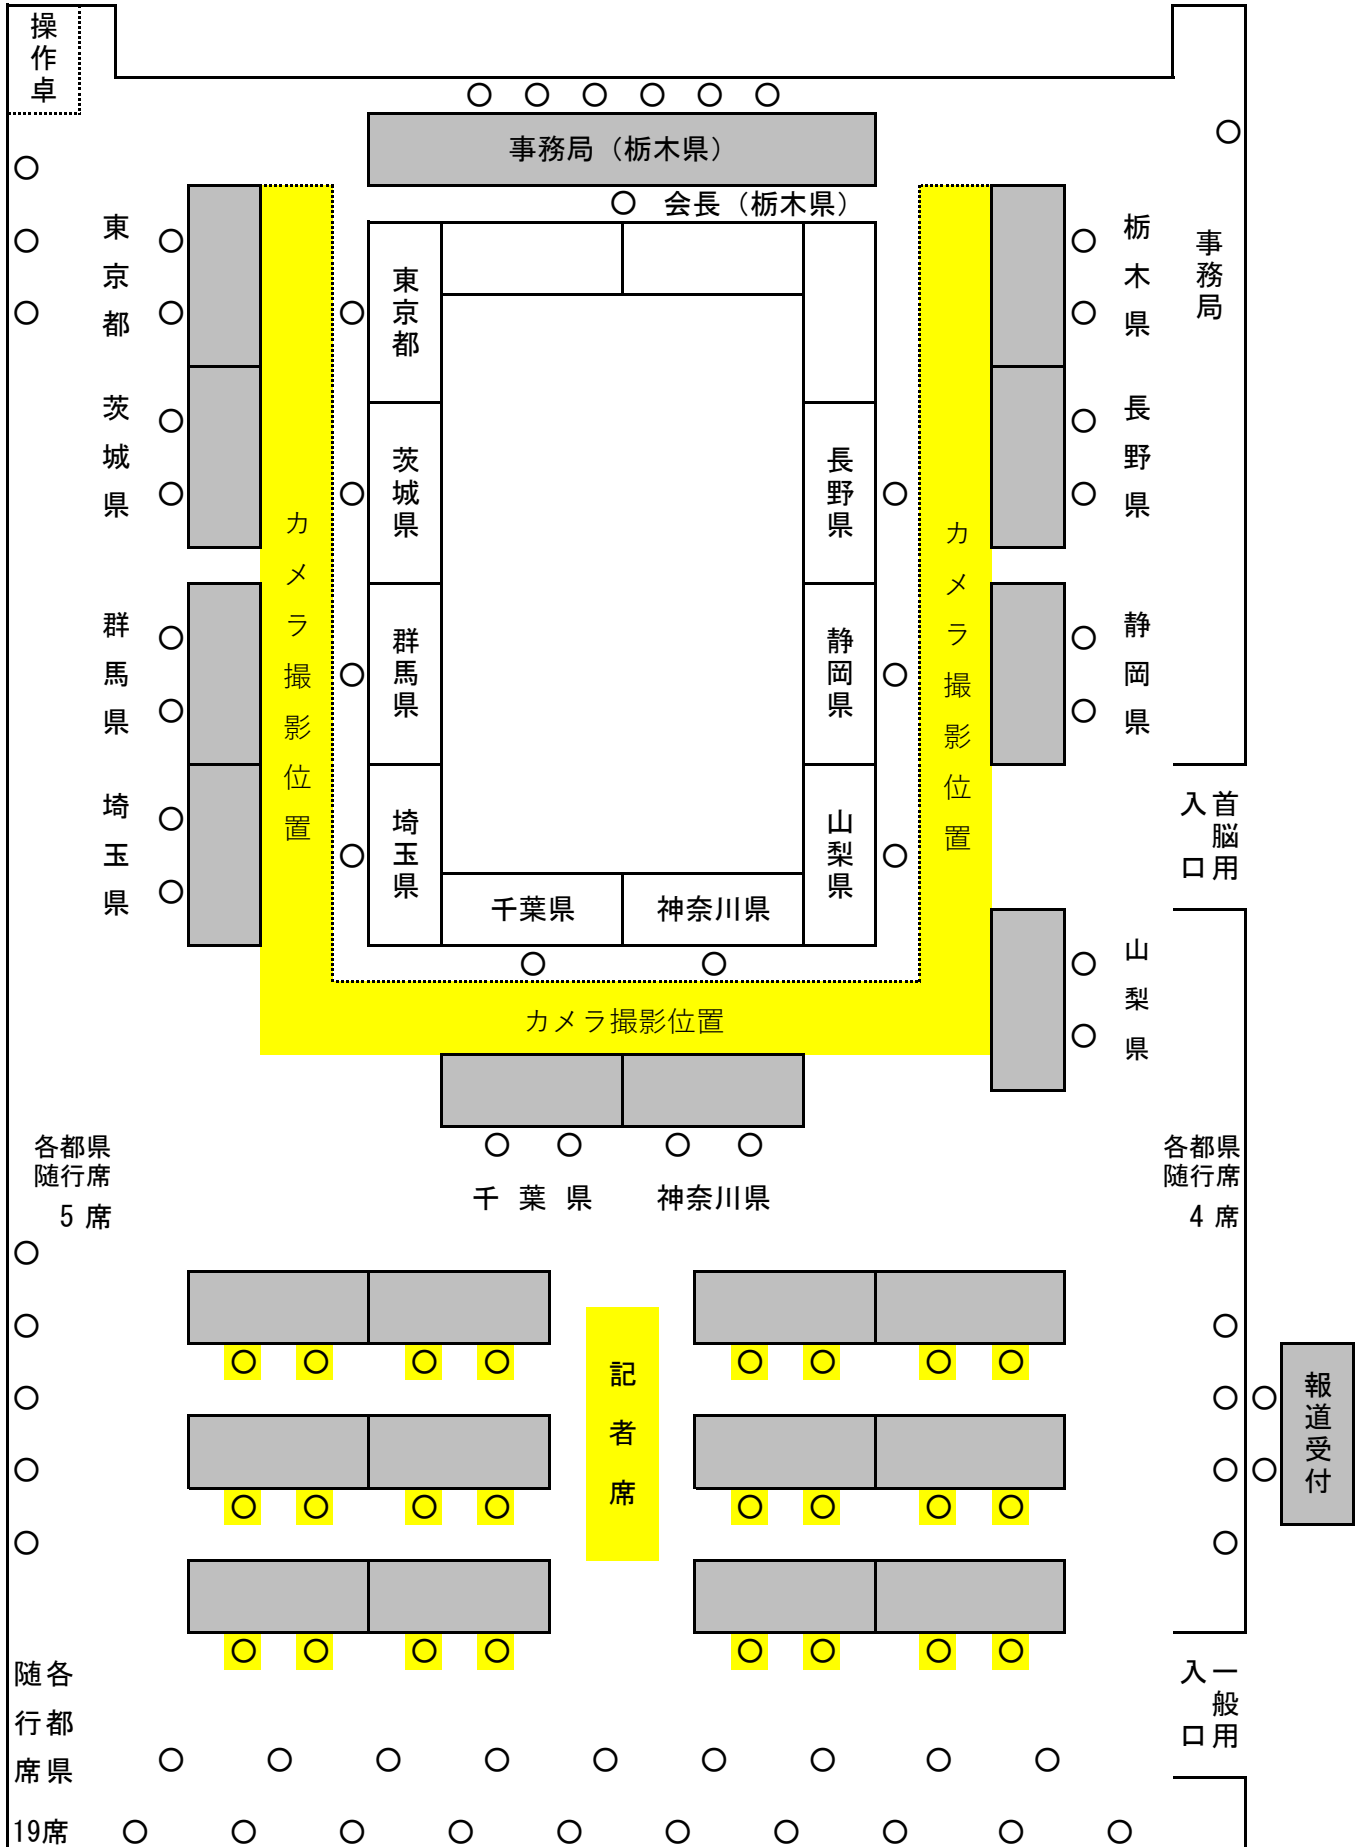 操作卓
事務局（栃木県）
会長（栃木県）
東京都
東京都
栃木県
事務局
茨城県
茨城県
長野県
長野県
カメラ撮影位置
カメラ撮影位置
群馬県
群馬県
静岡県
静岡県
埼玉県
埼玉県
山梨県
首脳用
入口
千葉県
神奈川県
山梨県
カメラ撮影位置
各都県
随行席
5 席
各都県
随行席
4 席
千葉県
神奈川県
記者席
報道受付
各都県
随行席
19席
一般用
入口